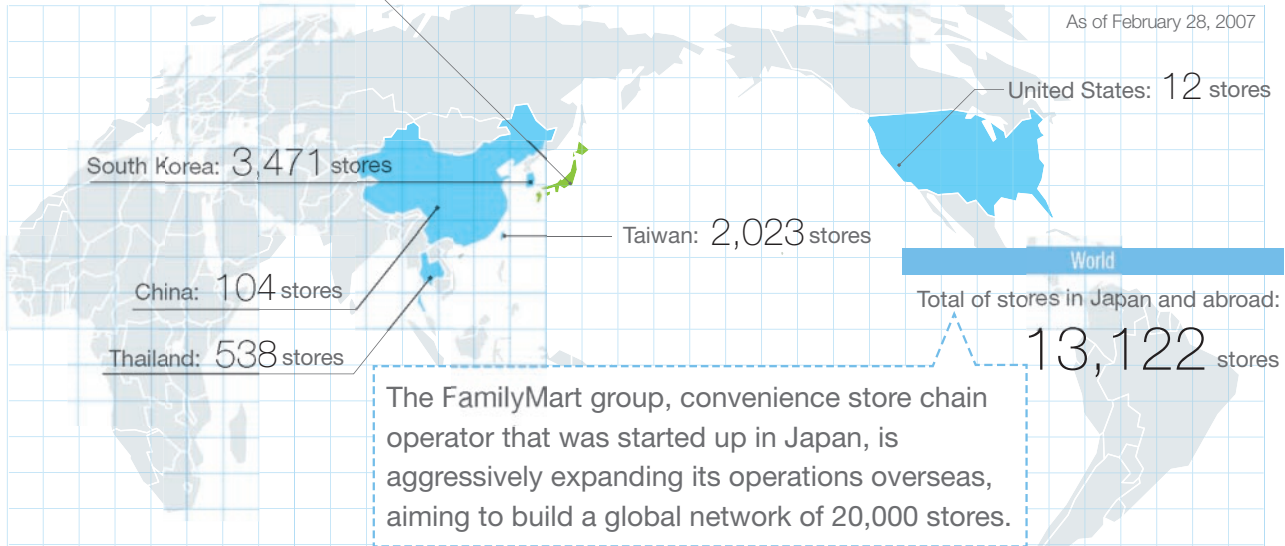 As of February 28, 2007
United States: 12 stores
South Korea: 3,471 stores
Taiwan: 2,023 stores
World
China: 104 stores
Total of stores in Japan and abroad:
13,122 stores
Thailand: 538 stores
The FamilyMart group, convenience store chain
operator that was started up in Japan, is
aggressively expanding its operations overseas,
aiming to build a global network of 20,000 stores.